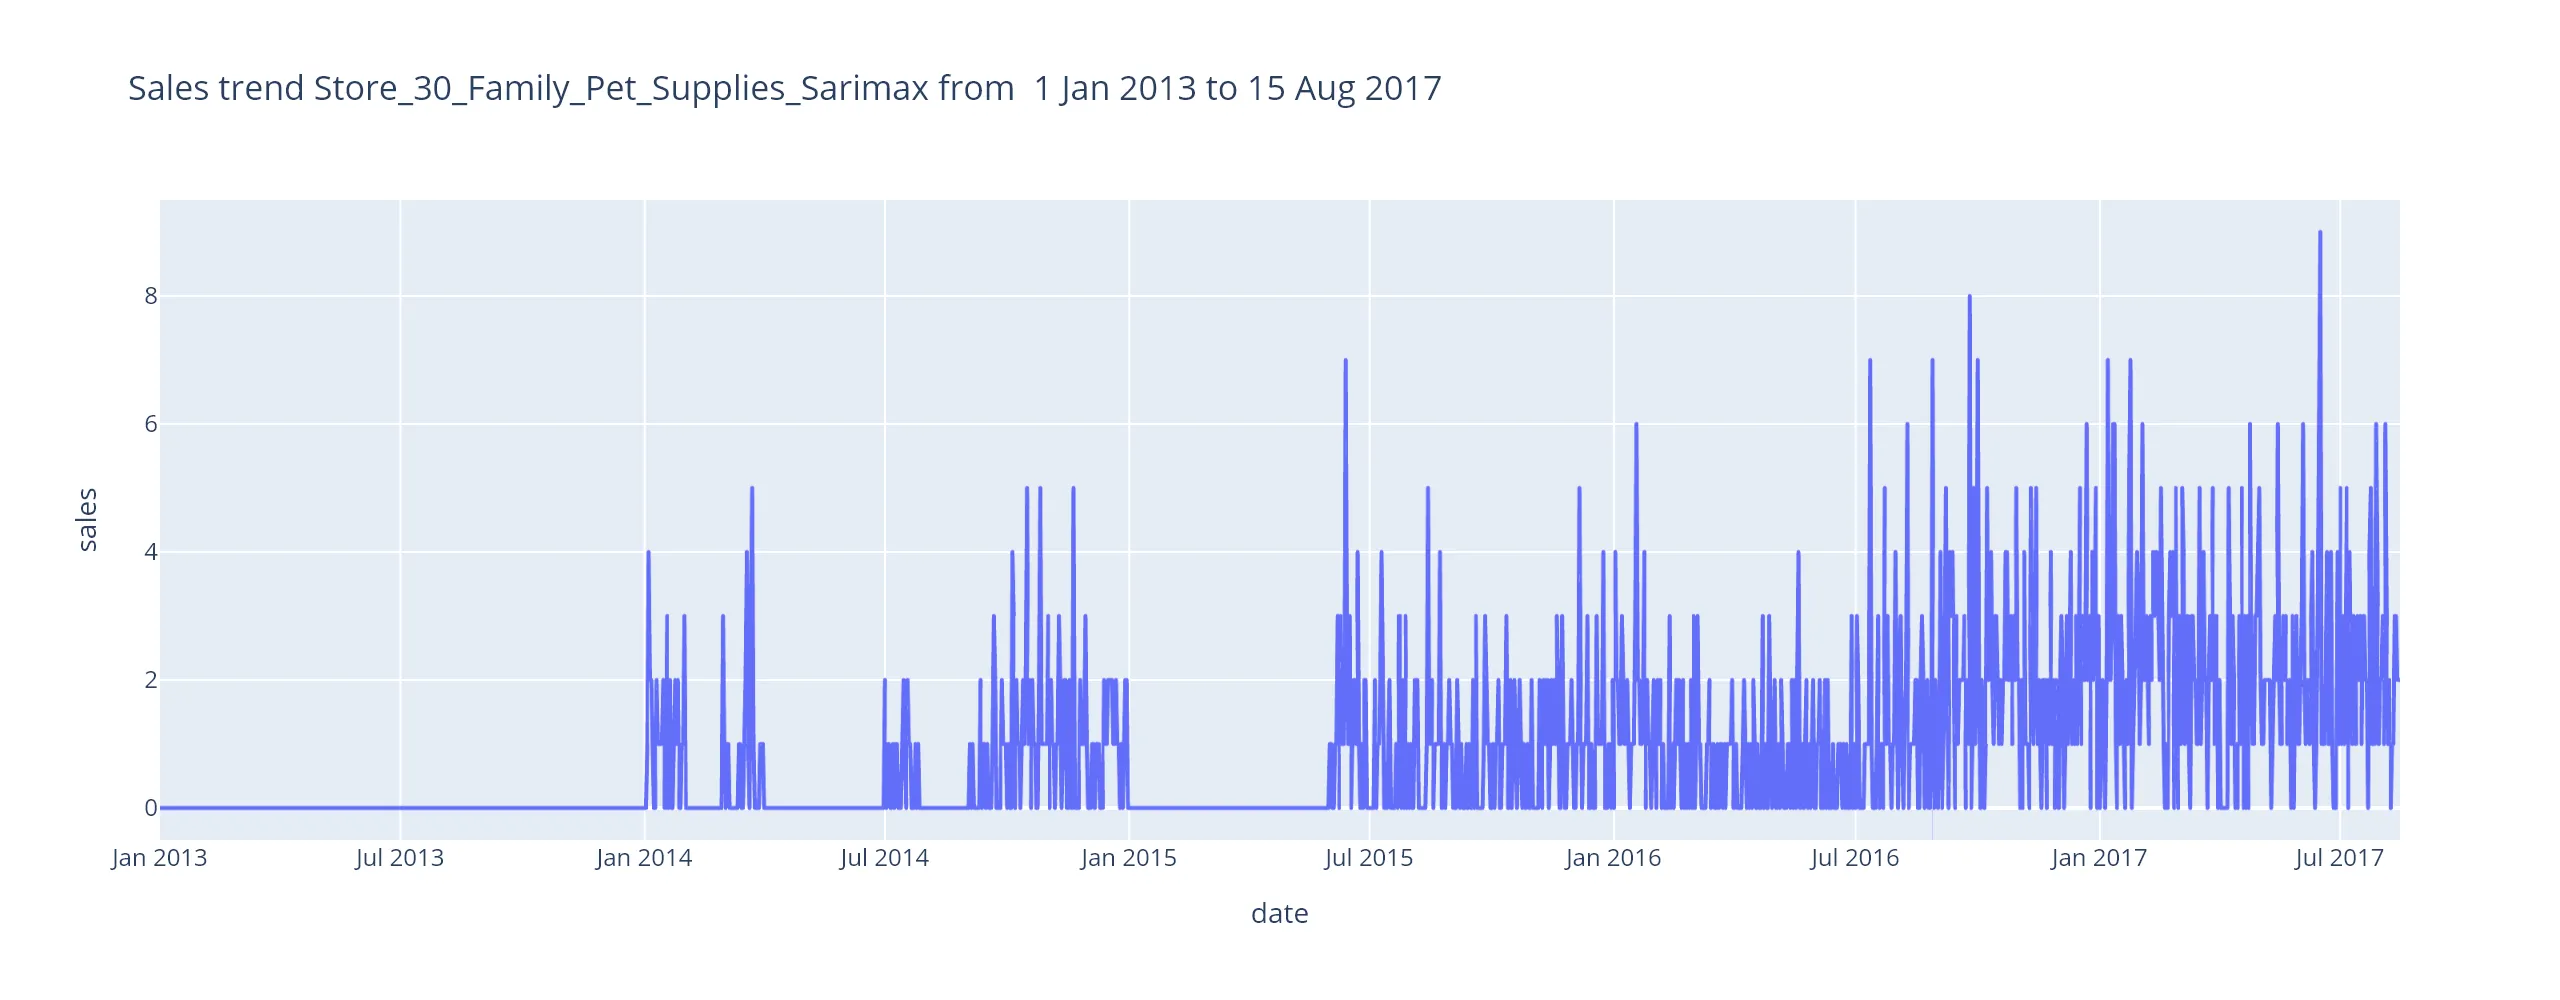 Sales trend Store_30_Family_Pet_Supplies_Sarimax from  1 Jan 2013 to 15 Aug 2017
8
6
4
2
0
sales
Jan 2013
Jul 2013
Jan 2014
Jul 2014
Jan 2015
Jul 2015
Jan 2016
Jul 2016
Jan 2017
Jul 2017
date